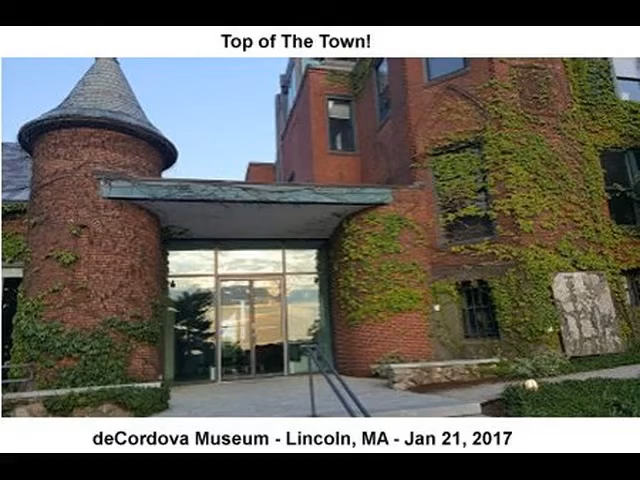 Top of The Town!
deCordova Museum - Lincoln, MA - Jan 21, 2017